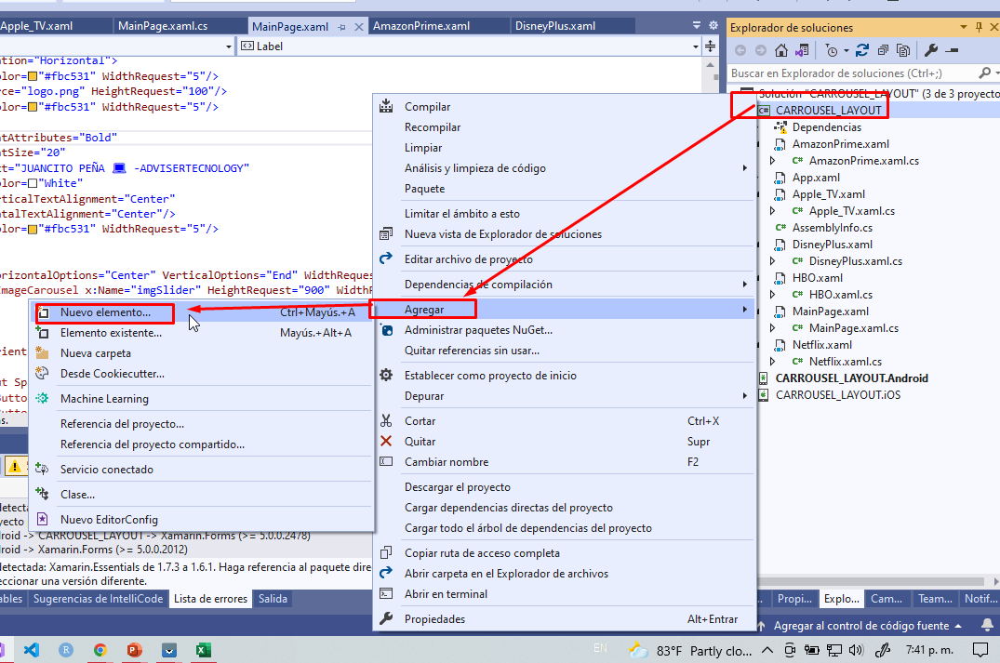 Apple_TV.xaml
MainPage.xaml.cs
MainPage.xaml
AmazonPrime.xaml
DisneyPlus.xaml
Label
ation="Horizontal">
olor="#fbc531" WidthRequest="5"/>
rce="logo.png" HeightRequest="100"/>
olor="#fbc531" WidthRequest="5"/>
ntAttributes="Bold"
ntSize="20"
xt="JUANCITO PEÑA 💻 -ADVISERTECNOLOGY"
olor="White"
rticalTextAlignment="Center"
ntalTextAlignment="Center"/>
olor="#fbc531" WidthRequest="5"/>
orizontalOptions="Center" VerticalOptions="End" WidthReques
ImageCarousel x:Name="imgSlider" HeightRequest="900" WidthR
rient
ut Sp
Butto
Butto
s.
Compilar
Recompilar
Limpiar
Análisis y limpieza de código
Paquete
Limitar el ámbito a esto
Nueva vista de Explorador de soluciones
Editar archivo de proyecto
Dependencias de compilación
Agregar
Administrar paquetes NuGet...
Quitar referencias sin usar...
Establecer como proyecto de inicio
Depurar
Cortar Ctrl+X
Quitar Supr
Cambiar nombre F2
Descargar el proyecto
Cargar dependencias directas del proyecto
Cargar todo el árbol de dependencias del proyecto
Copiar ruta de acceso completa
Abrir carpeta en el Explorador de archivos
Abrir en terminal
Propiedades Alt+Entrar
Nuevo elemento... Ctrl+Mayús.+A
Elemento existente... Mayús.+Alt+A
Nueva carpeta
Desde Cookiecutter...
Machine Learning
Referencia del proyecto...
Referencia del proyecto compartido...
Servicio conectado
Clase...
Nuevo EditorConfig
Explorador de soluciones
Buscar en Explorador de soluciones (Ctrl+;)
Solución "CARROUSEL_LAYOUT" (3 de 3 proyecto
CARROUSEL_LAYOUT
Dependencias
AmazonPrime.xaml
AmazonPrime.xaml.cs
App.xaml
Apple_TV.xaml
Apple_TV.xaml.cs
AssemblyInfo.cs
DisneyPlus.xaml
DisneyPlus.xaml.cs
HBO.xaml
HBO.xaml.cs
MainPage.xaml
MainPage.xaml.cs
Netflix.xaml
Netflix.xaml.cs
CARROUSEL_LAYOUT.Android
CARROUSEL_LAYOUT.iOS
detecta
yecto
droid -> CARROUSEL_LAYOUT -> Xamarin.Forms (>= 5.0.0.2478)
droid -> Xamarin.Forms (>= 5.0.0.2012)
detectada: Xamarin.Essentials de 1.7.3 a 1.6.1. Haga referencia al paquete dire
eccionar una versión diferente.
ables
Sugerencias de IntelliCode
Lista de errores
Salida
Propi...
Explo...
Cam...
Team...
Notif...
Agregar al control de código fuente
EN
83°F Partly clo...
7:41 p. m.